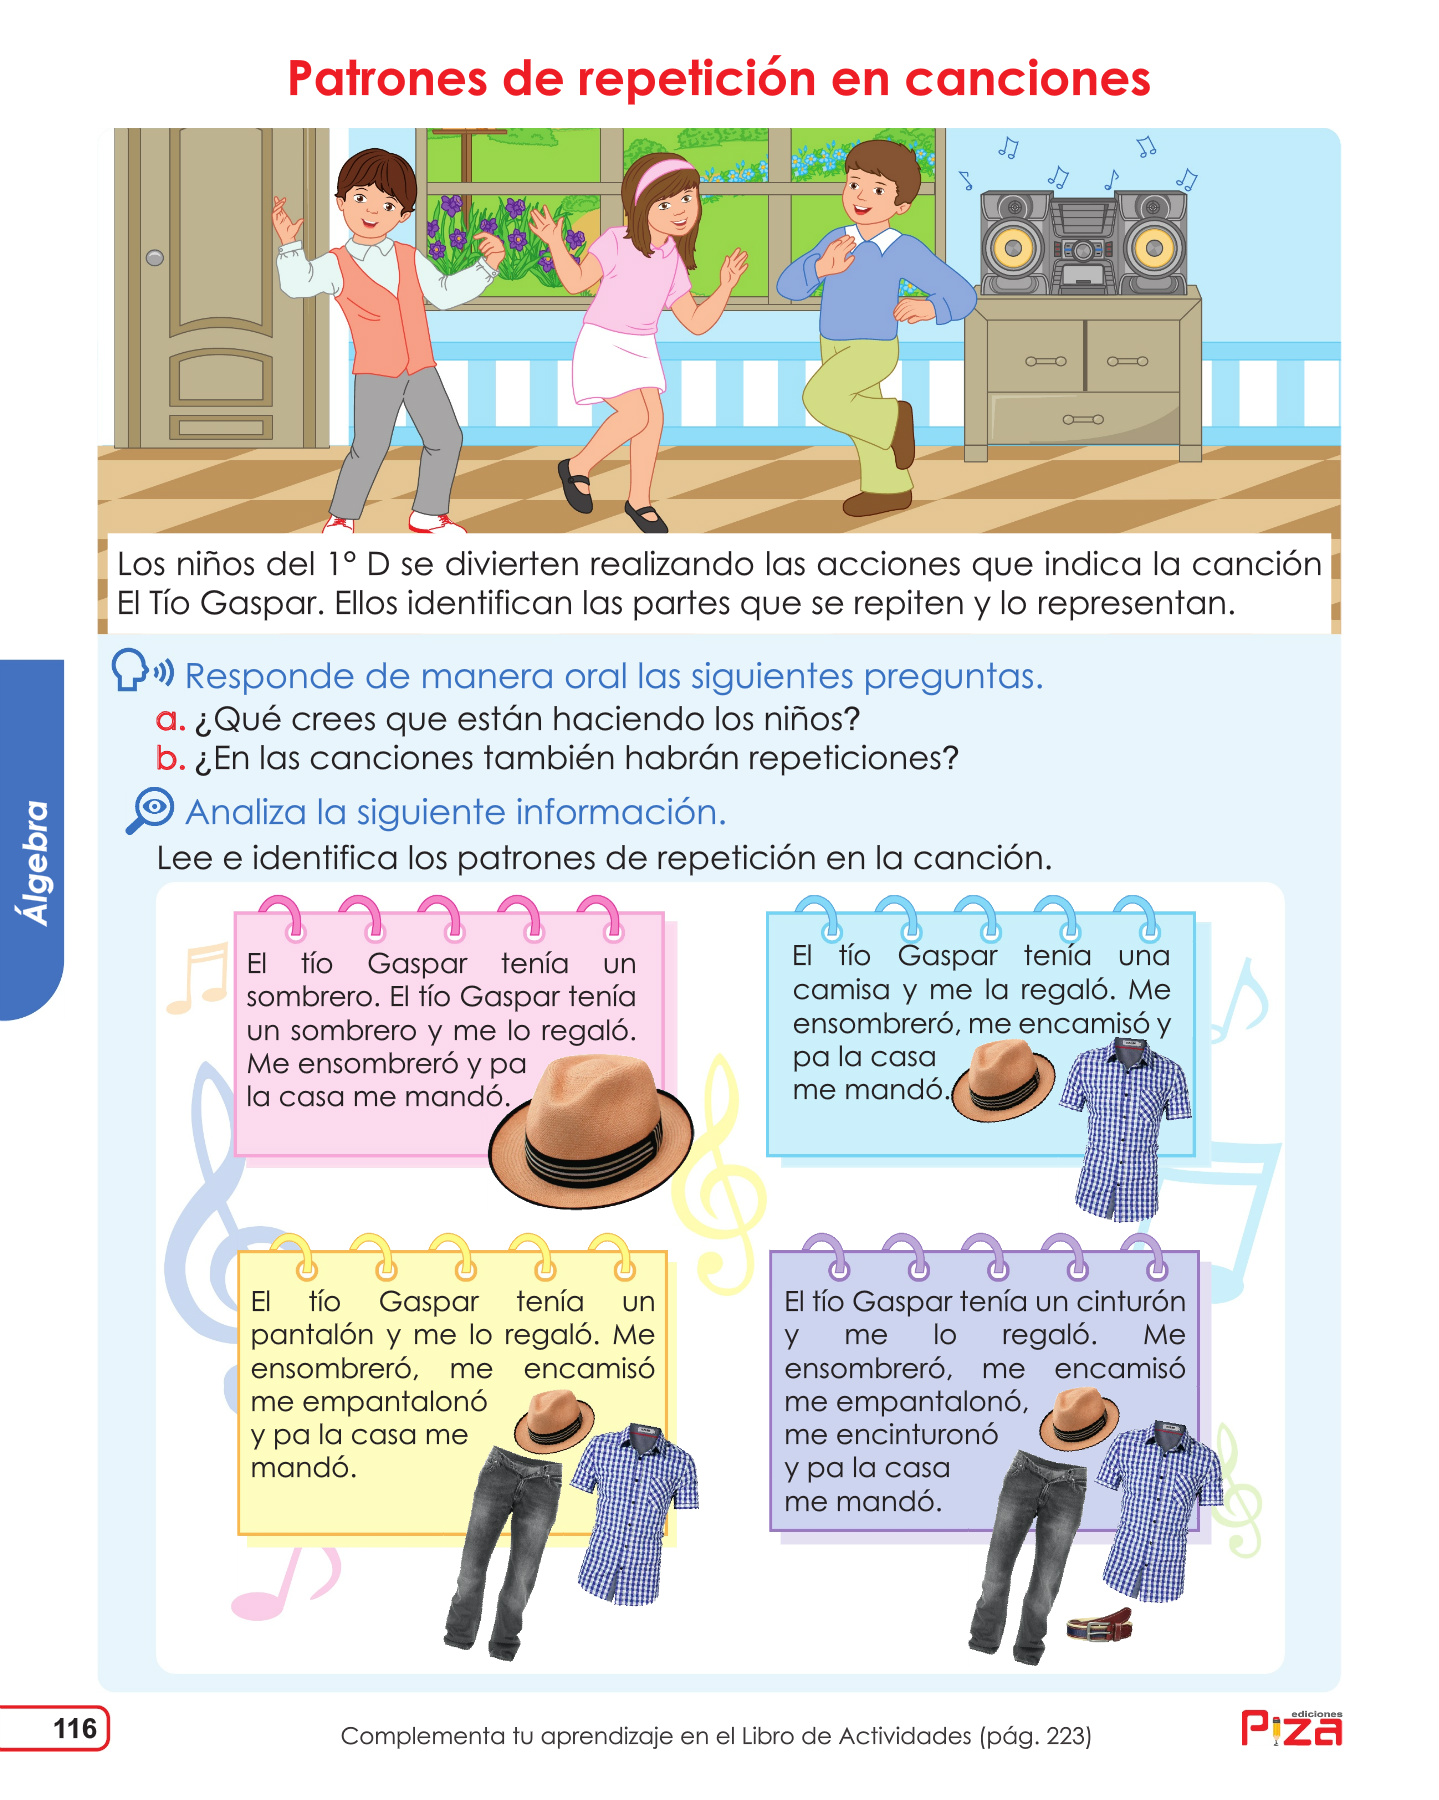 Patrones de repetición en canciones
Los niños del 1° D se divierten realizando las acciones que indica la canción
El Tío Gaspar. Ellos identifican las partes que se repiten y lo representan.
Responde de manera oral las siguientes preguntas.
a. ¿Qué crees que están haciendo los niños?
b. ¿En las canciones también habrán repeticiones?
Analiza la siguiente información.
Lee e identifica los patrones de repetición en la canción.
Álgebra
El tío Gaspar tenía un
sombrero. El tío Gaspar tenía
un sombrero y me lo regaló.
Me ensombreró y pa
la casa me mandó.
El tío Gaspar tenía una
camisa y me la regaló. Me
ensombreró, me encamisó y
pa la casa
me mandó.
El tío Gaspar tenía un
pantalón y me lo regaló. Me
ensombreró, me encamisó
me empantalonó
y pa la casa me
mandó.
El tío Gaspar tenía un cinturón
y me lo regaló. Me
ensombreró, me encamisó
me empantalonó,
me encinturonó
y pa la casa
me mandó.
116
Complementa tu aprendizaje en el Libro de Actividades (pág. 223)
ediciones
Piza